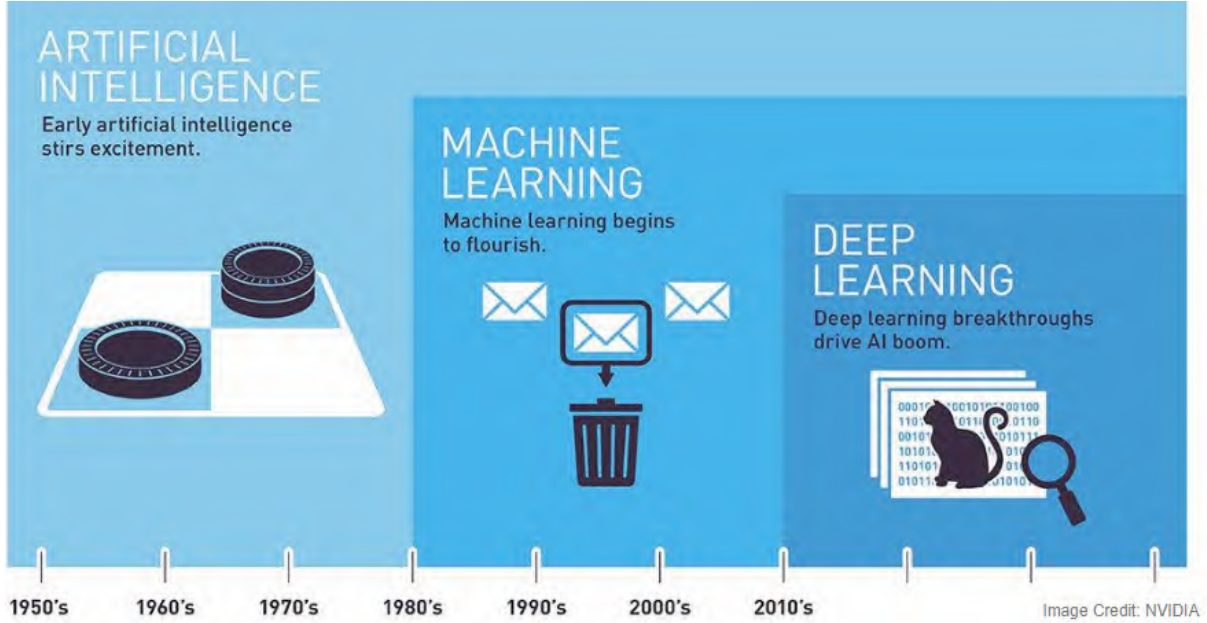 ARTIFICIAL
INTELLIGENCE
Early artificial intelligence
stirs excitement.
MACHINE
LEARNING
Machine learning begins
to flourish.
DEEP
LEARNING
Deep learning breakthroughs
drive AI boom.
1950's 1960's 1970's 1980's 1990's 2000's 2010's
Image Credit: NVIDIA